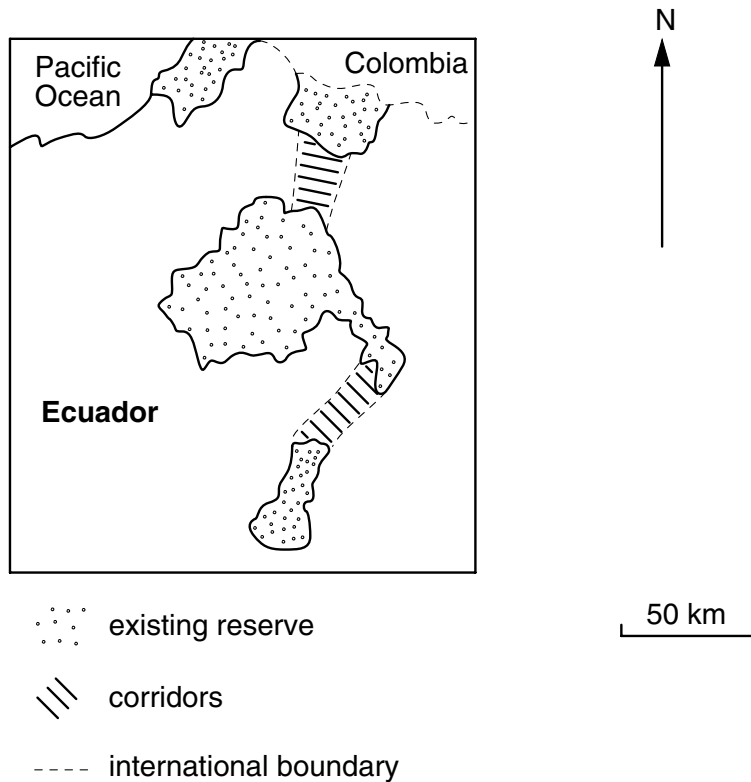 N
Pacific
Ocean
Colombia
Ecuador
existing reserve
50 km
corridors
international boundary